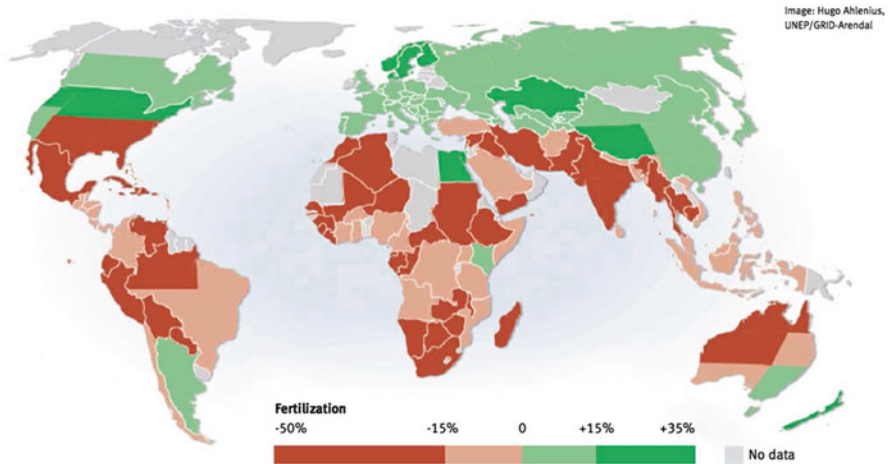 Image: Hugo Ahlenius,
UNEP/GRID-Arendal
Fertilization
-50% -15% 0 +15% +35%
No data